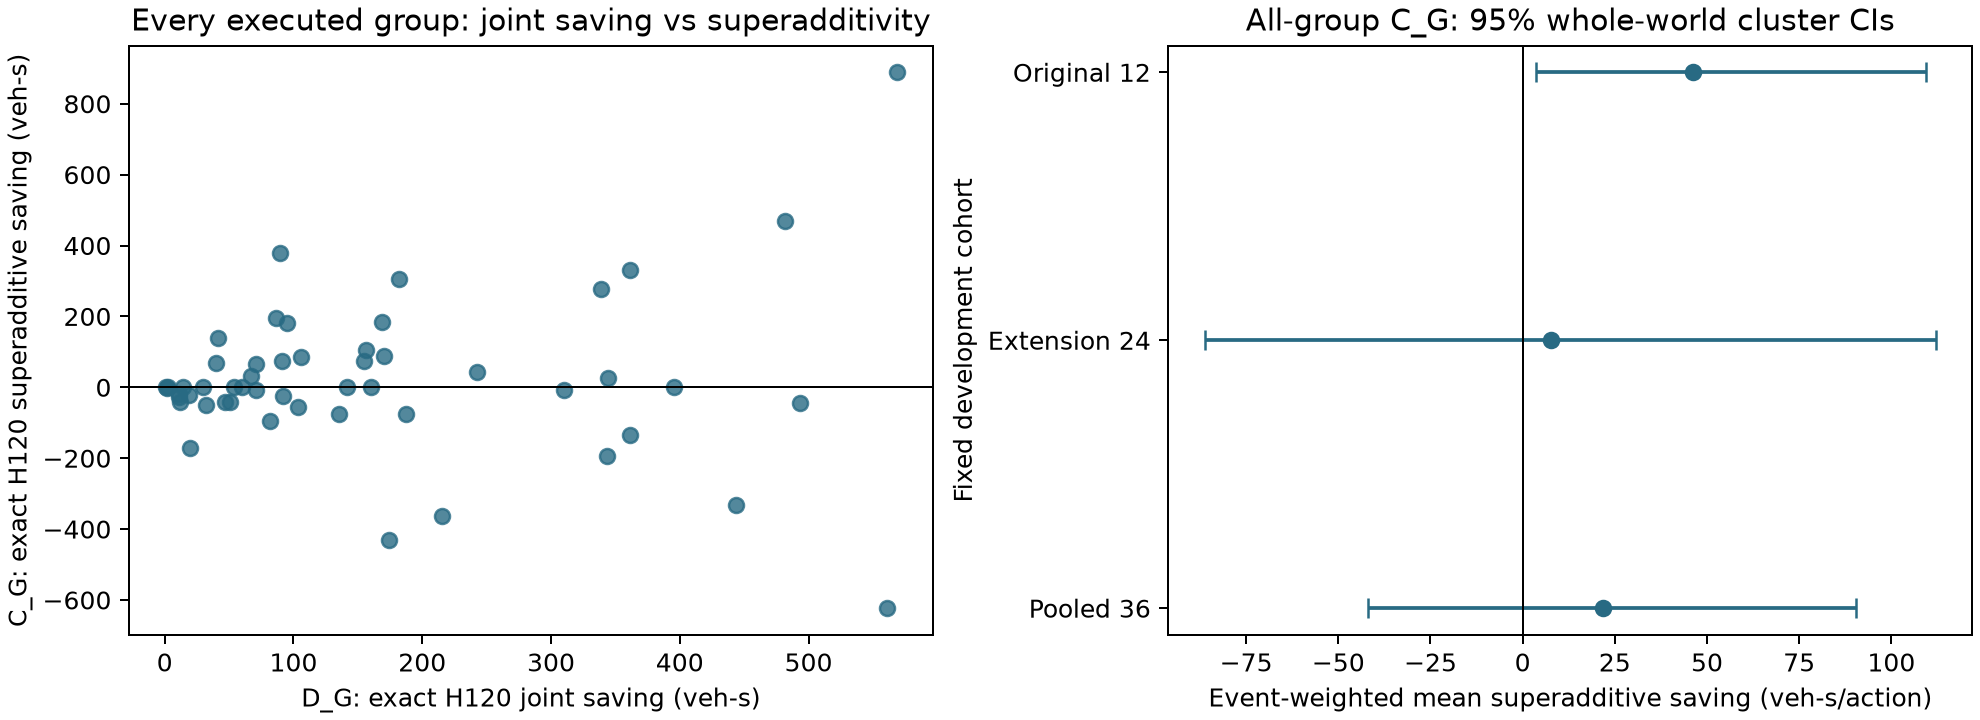 Every executed group: joint saving vs superadditivity
C_G: exact H120 superadditive saving (veh-s)
800
600
400
200
0
−200
−400
−600
0
100
200
300
400
500
D_G: exact H120 joint saving (veh-s)
All-group C_G: 95% whole-world cluster CIs
Fixed development cohort
Original 12
Extension 24
Pooled 36
−75
−50
−25
0
25
50
75
100
Event-weighted mean superadditive saving (veh-s/action)